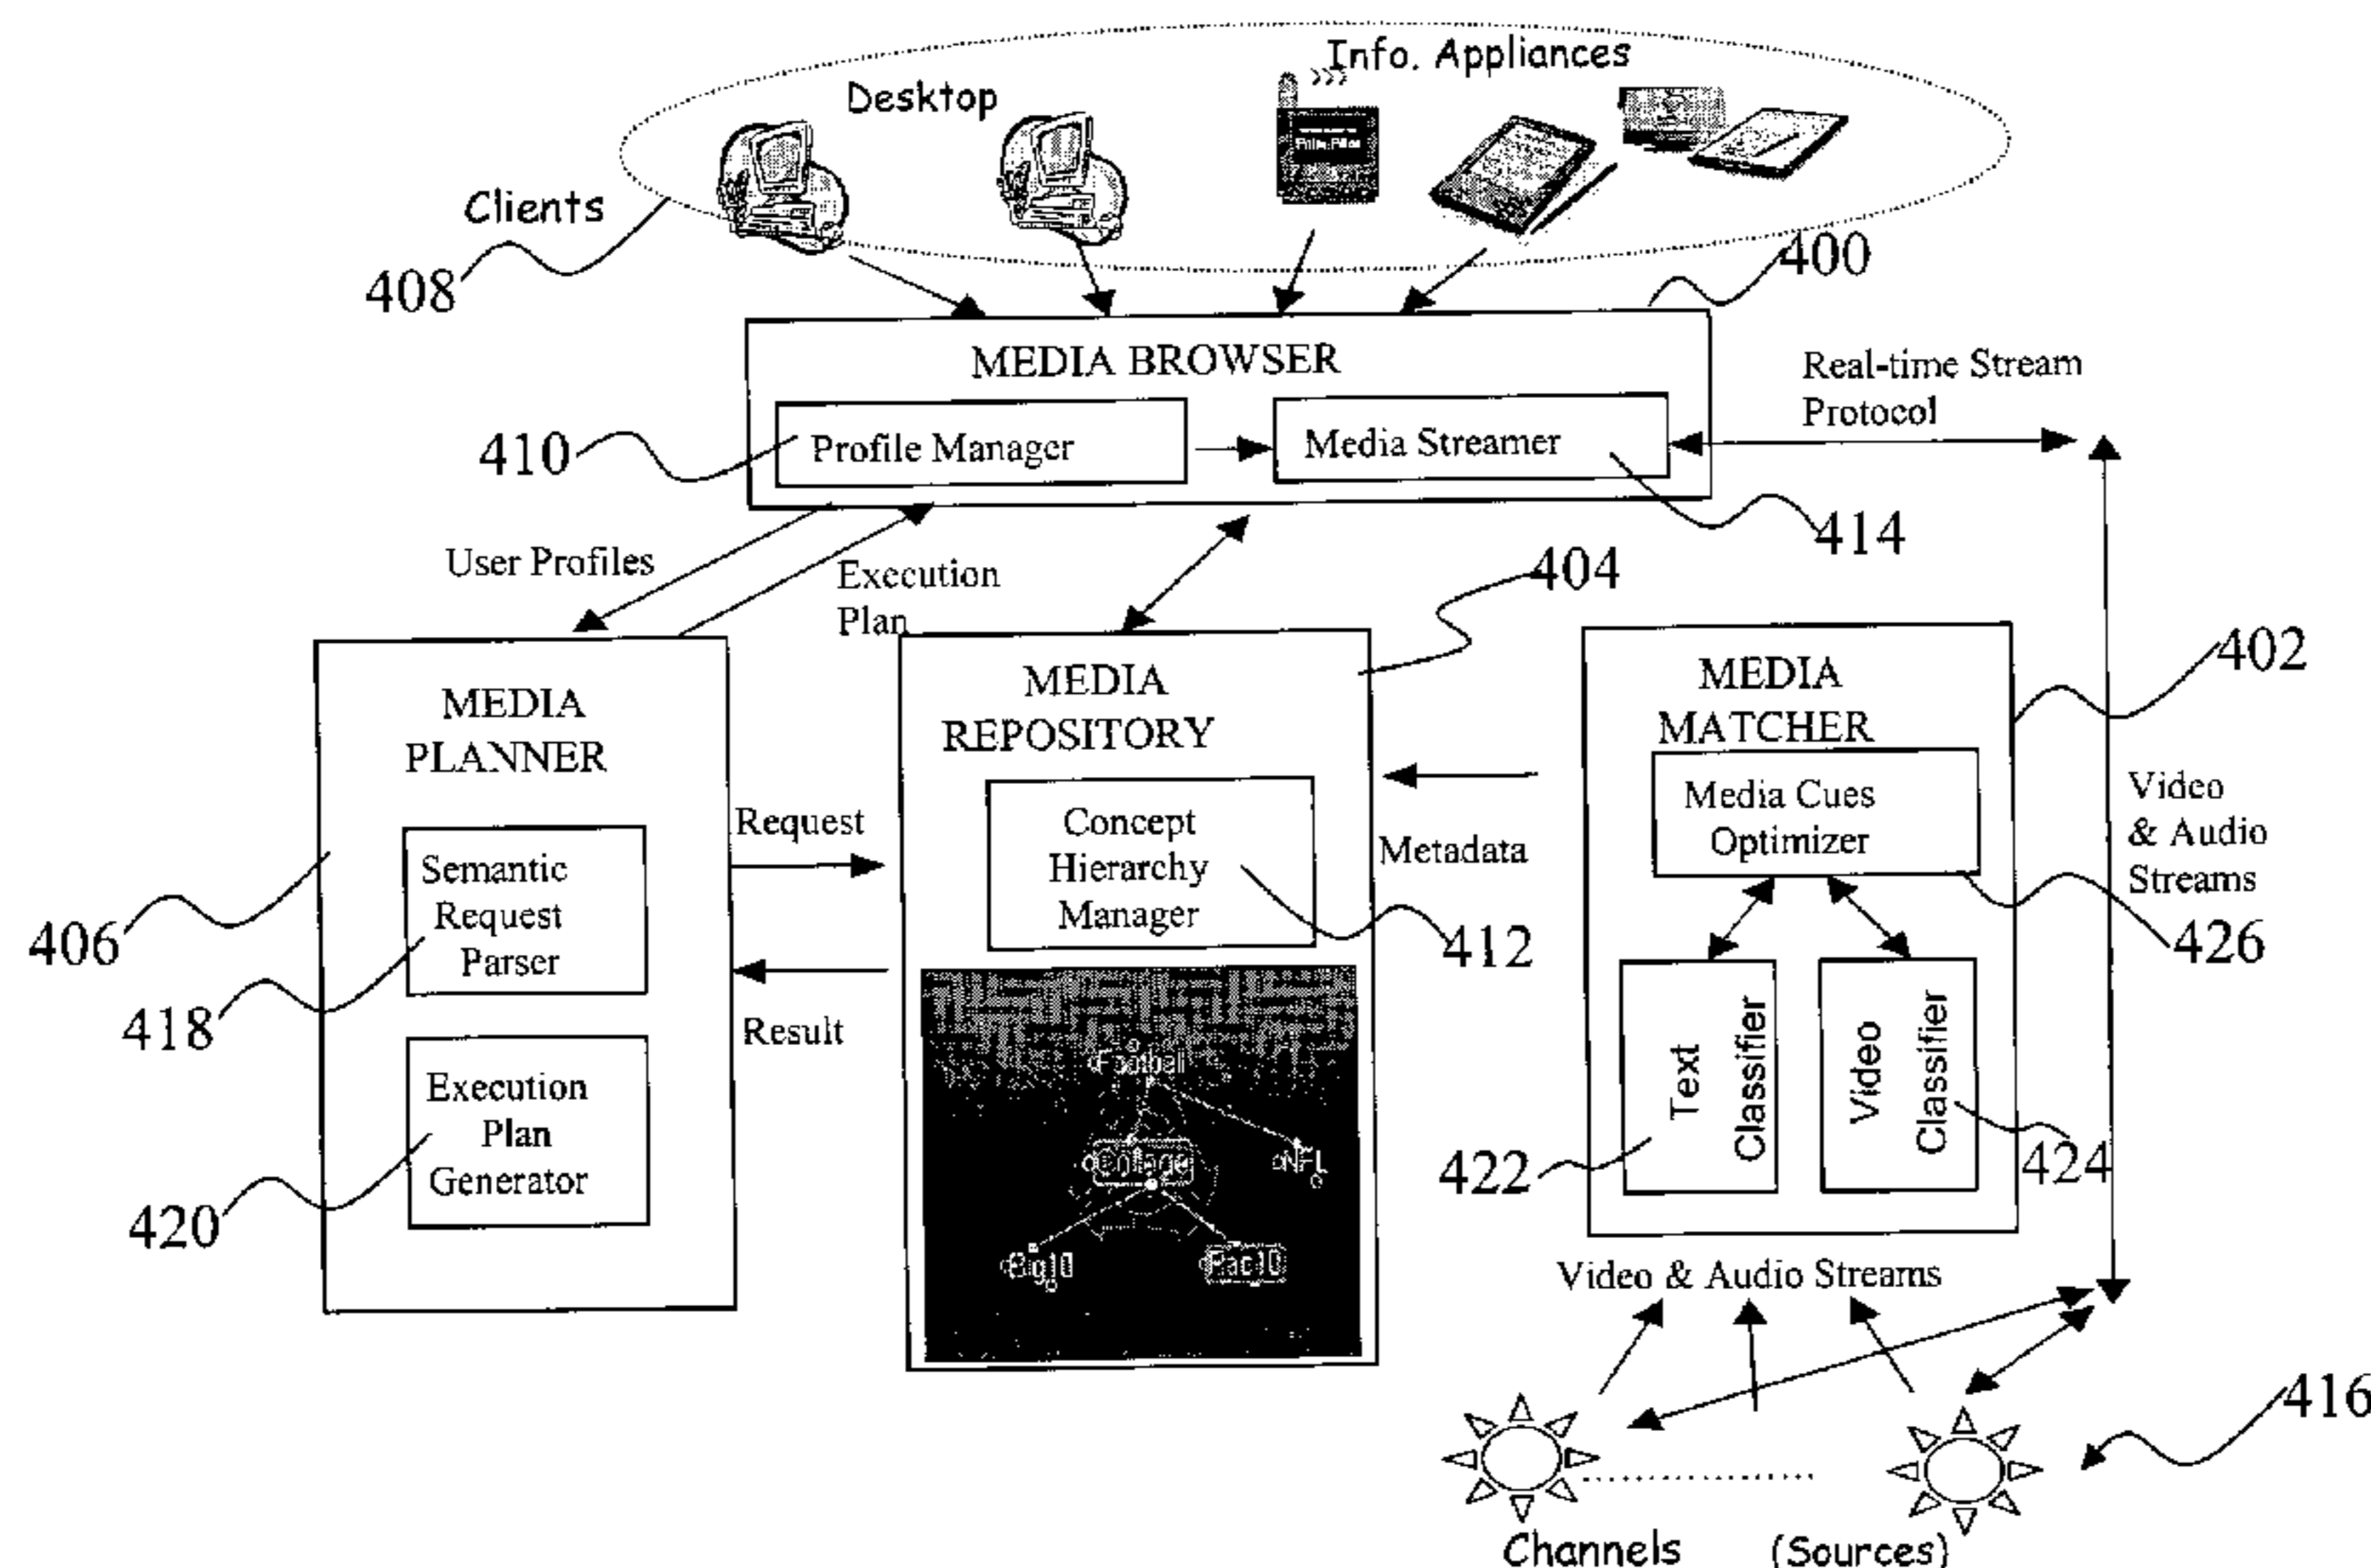 Info. Appliances
Desktop
Clients
408
400
MEDIA BROWSER
Real-time Stream
Protocol
410
Profile Manager
Media Streamer
414
User Profiles
Execution
Plan
404
402
MEDIA
PLANNER
MEDIA
REPOSITORY
MEDIA
MATCHER
Media Cues
Optimizer
Video
& Audio
Streams
Request
Concept
Hierarchy
Manager
Metadata
Semantic
Request
Parser
406
418
412
426
Result
Execution
Plan
Generator
420
Football
College
NFL
Big10
Pac10
Text
Classifier
Video
Classifier
422
424
Video & Audio Streams
416
Channels
(Sources)